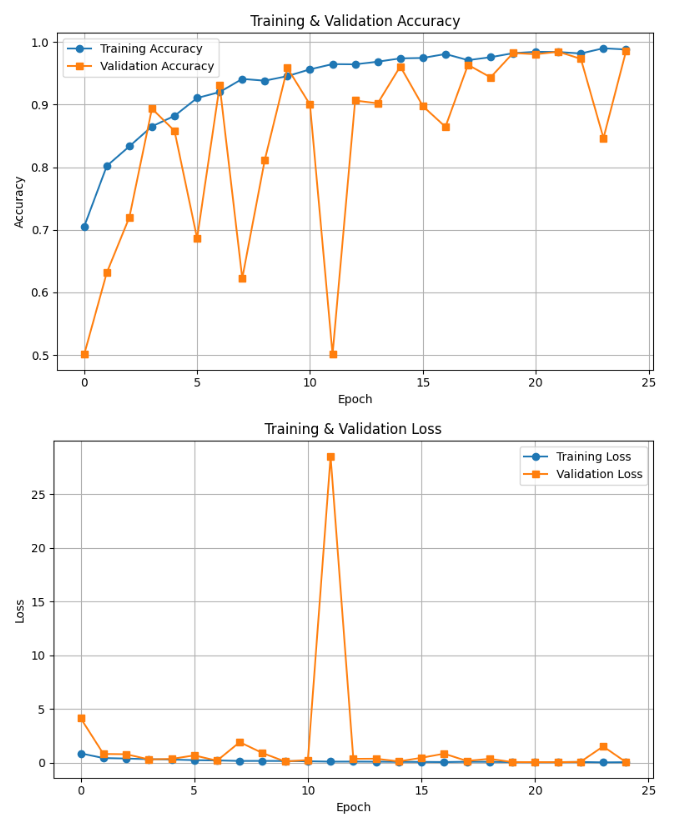 Training & Validation Accuracy
1.0
0.9
0.8
0.7
0.6
0.5
Accuracy
Training Accuracy
Validation Accuracy
0 5 10 15 20 25
Epoch
Training & Validation Loss
25
20
15
10
5
0
Loss
Training Loss
Validation Loss
0 5 10 15 20 25
Epoch